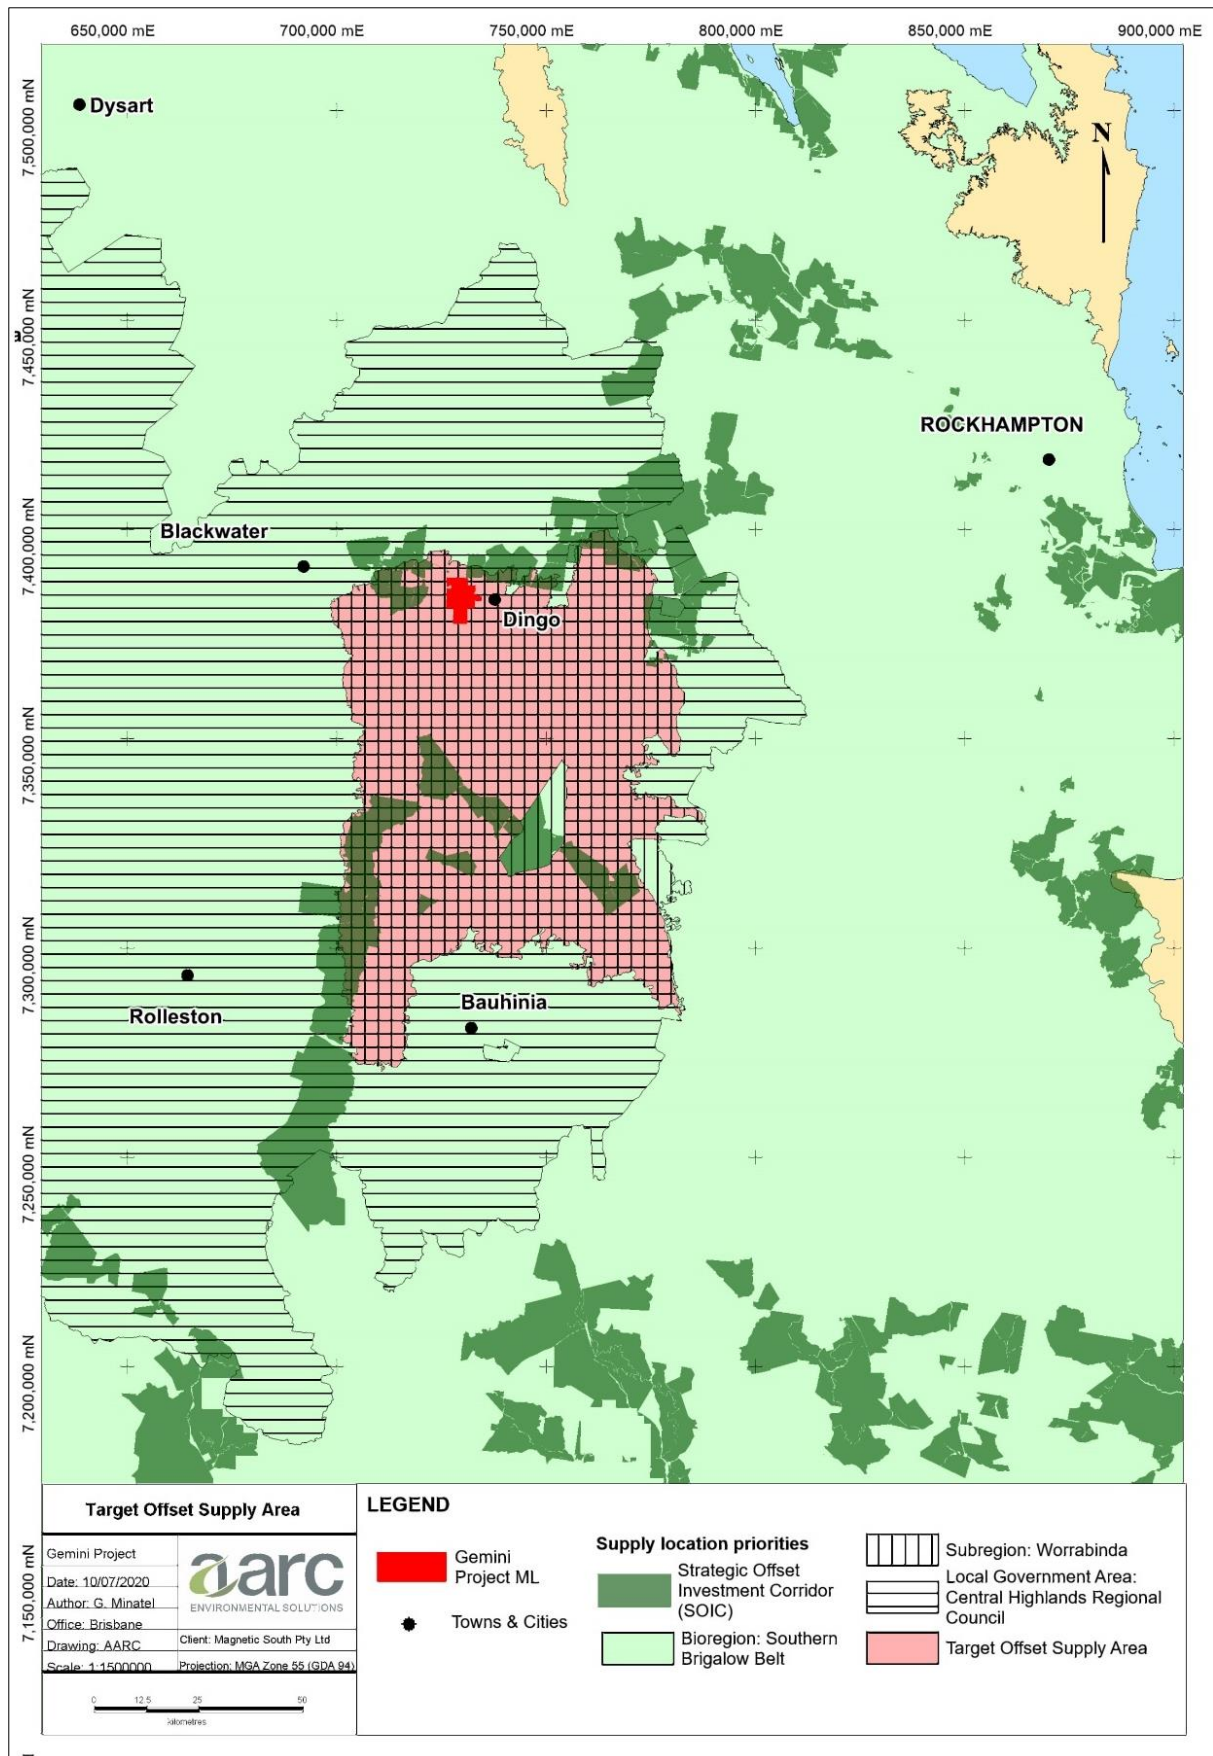 650,000 mE 700,000 mE 750,000 mE 800,000 mE 850,000 mE 900,000 mE
7,500,000 mN
7,450,000 mN
7,400,000 mN
7,350,000 mN
7,300,000 mN
7,250,000 mN
7,200,000 mN
7,150,000 mN
Dysart
N
ROCKHAMPTON
Blackwater
Dingo
Rolleston
Bauhinia
Target Offset Supply Area
Gemini Project
Date: 10/07/2020
Author: G. Minatel
Office: Brisbane
Drawing: AARC
Scale: 1:1500000
aarc
ENVIRONMENTAL SOLUTIONS
Client: Magnetic South Pty Ltd
Projection: MGA Zone 55 (GDA 94)
0 12.5 25 50
kilometres
LEGEND
Gemini
Project ML
Towns & Cities
Supply location priorities
Strategic Offset
Investment Corridor
(SOIC)
Bioregion: Southern
Brigalow Belt
Subregion: Worrabinda
Local Government Area:
Central Highlands Regional
Council
Target Offset Supply Area